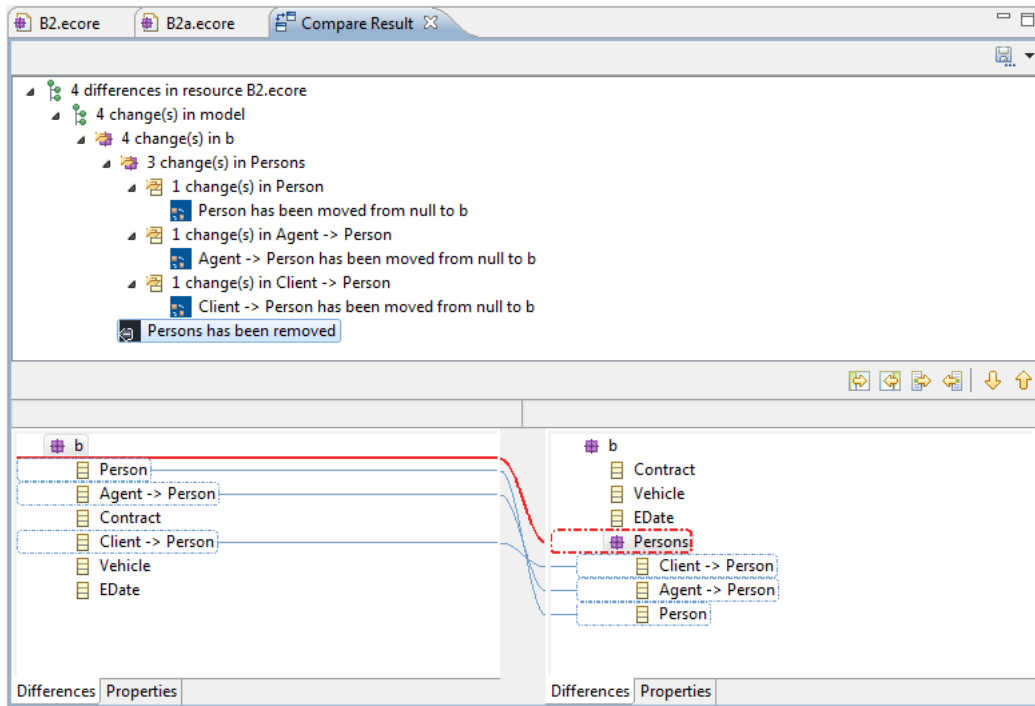 B2.ecore B2a.ecore Compare Result
4 differences in resource B2.ecore
4 change(s) in model
4 change(s) in b
3 change(s) in Persons
1 change(s) in Person
Person has been moved from null to b
1 change(s) in Agent -> Person
Agent -> Person has been moved from null to b
1 change(s) in Client -> Person
Client -> Person has been moved from null to b
Persons has been removed
b
Person
Agent -> Person
Contract
Client -> Person
Vehicle
EDate
Differences Properties
b
Contract
Vehicle
EDate
Persons
Client -> Person
Agent -> Person
Person
Differences Properties